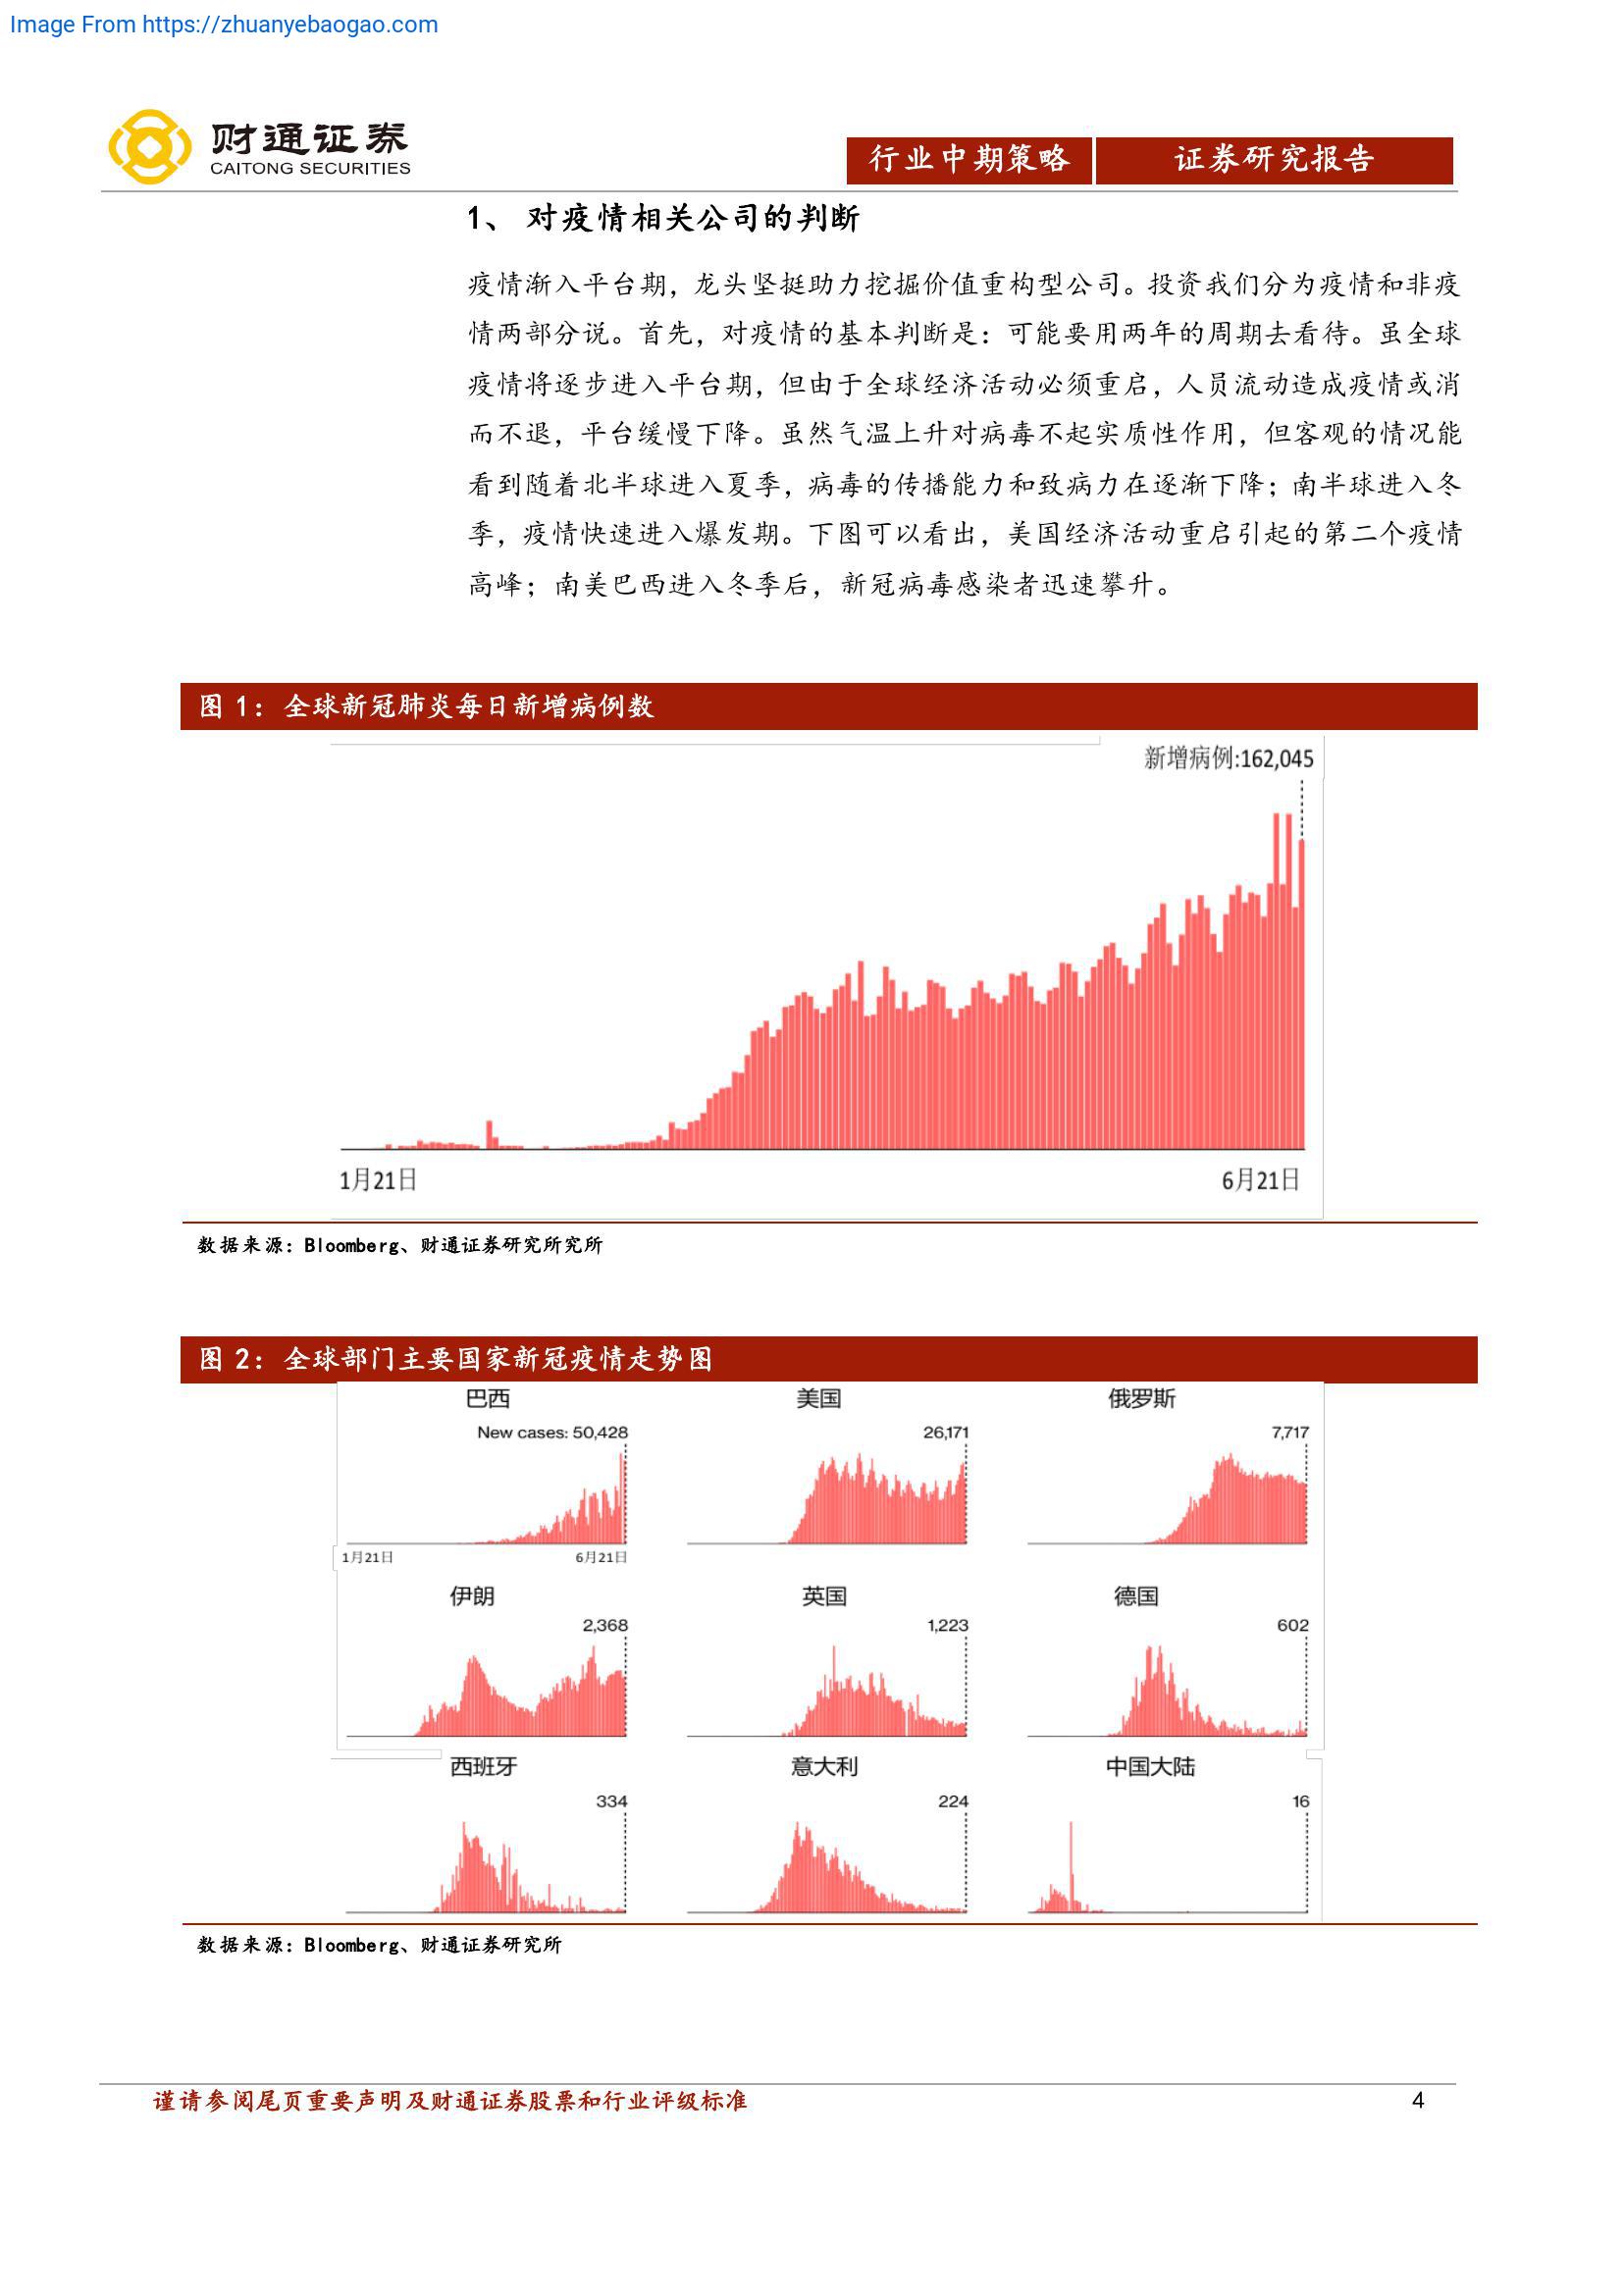 Image From https://zhuanyebaogao.com
财通证券
CAITONG SECURITIES
行业中期策略
证券研究报告
1、 对疫情相关公司的判断
疫情渐入平台期，龙头坚挺助力挖掘价值重构型公司。投资我们分为疫情和非疫
情两部分说。首先，对疫情的基本判断是：可能要用两年的周期去看待。虽全球
疫情将逐步进入平台期，但由于全球经济活动必须重启，人员流动造成疫情或消
而不退，平台缓慢下降。虽然气温上升对病毒不起实质性作用，但客观的情况能
看到随着北半球进入夏季，病毒的传播能力和致病力在逐渐下降；南半球进入冬
季，疫情快速进入爆发期。下图可以看出，美国经济活动重启引起的第二个疫情
高峰；南美巴西进入冬季后，新冠病毒感染者迅速攀升。
图 1：全球新冠肺炎每日新增病例数
新增病例:162,045
1月21日
6月21日
数据来源：Bloomberg、财通证券研究所究所
图 2：全球部门主要国家新冠疫情走势图
巴西
美国
俄罗斯
New cases: 50,428
26,171
7,717
1月21日
6月21日
伊朗
英国
德国
2,368
1,223
602
西班牙
意大利
中国大陆
334
224
16
数据来源：Bloomberg、财通证券研究所
谨请参阅尾页重要声明及财通证券股票和行业评级标准
4